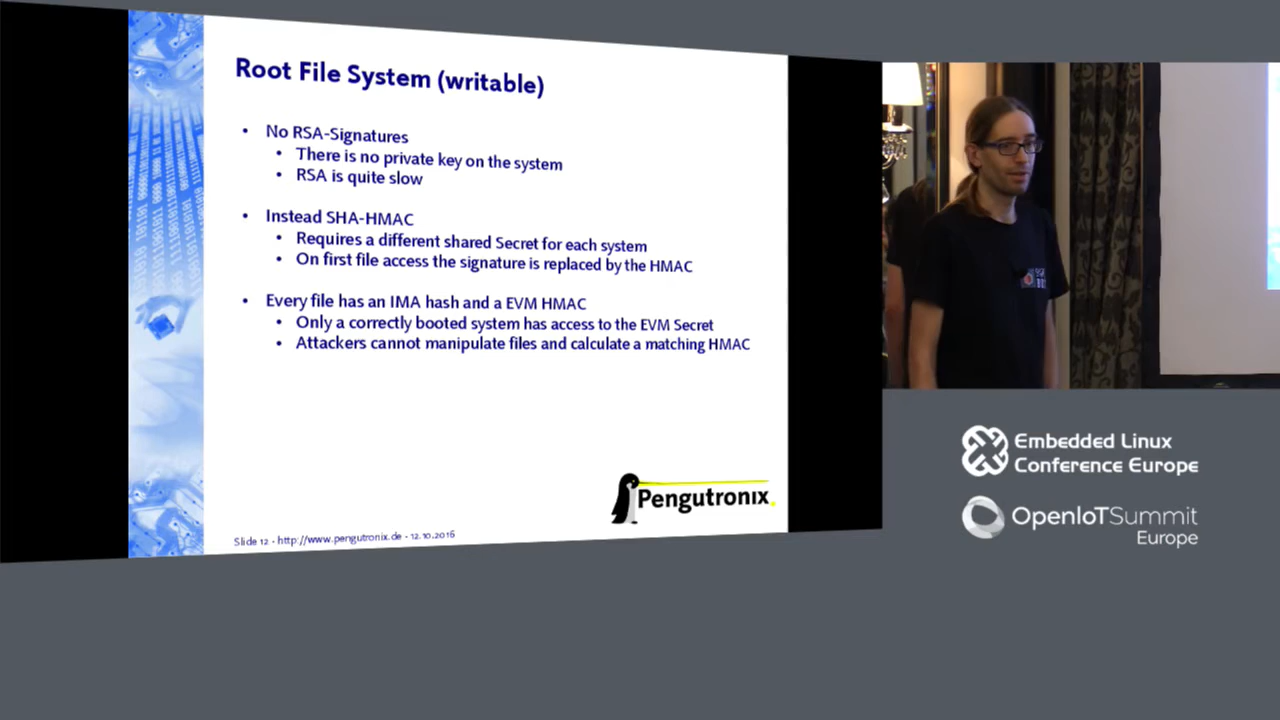 Root File System (writable)
• No RSA-Signatures
• There is no private key on the system
• RSA is quite slow
• Instead SHA-HMAC
• Requires a different shared Secret for each system
• On first file access the signature is replaced by the HMAC
• Every file has an IMA hash and a EVM HMAC
• Only a correctly booted system has access to the EVM Secret
• Attackers cannot manipulate files and calculate a matching HMAC
Pengutronix
Slide 12 - http://www.pengutronix.de - 12.10.2016
Embedded Linux
Conference Europe
OpenIoTSummit
Europe